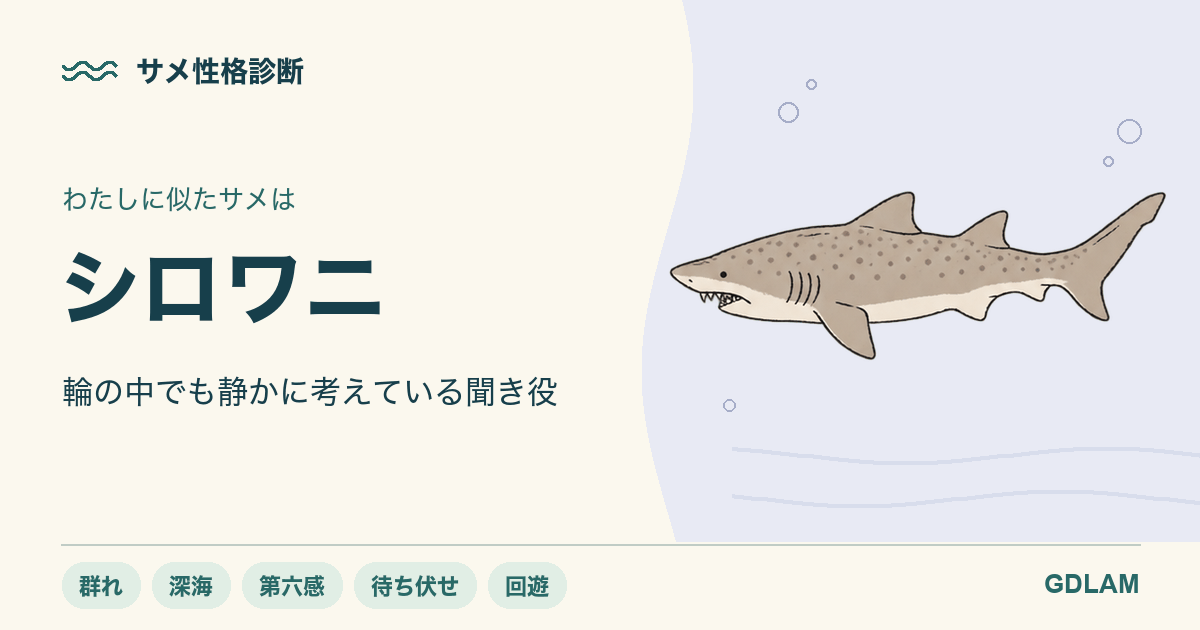 サメ性格診断
わたしに似たサメは
シロワニ
輪の中でも静かに考えている聞き役
群れ 深海 第六感 待ち伏せ 回遊
GDLAM